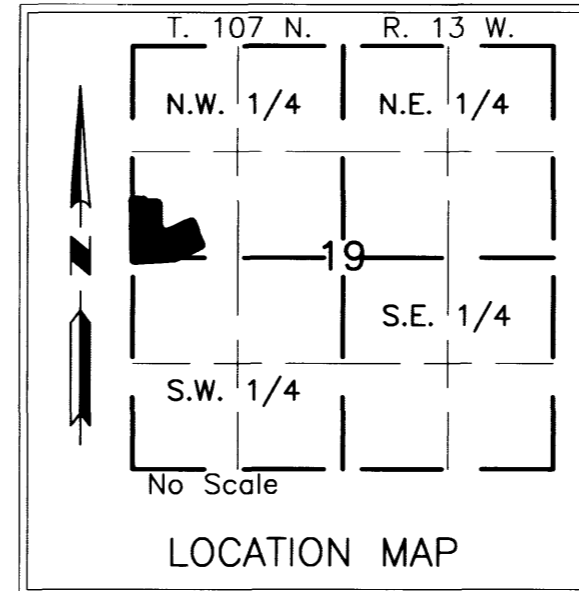 T. 107 N. R. 13 W.
N.W. 1/4 N.E. 1/4
N
19
S.E. 1/4
S.W. 1/4
No Scale
LOCATION MAP